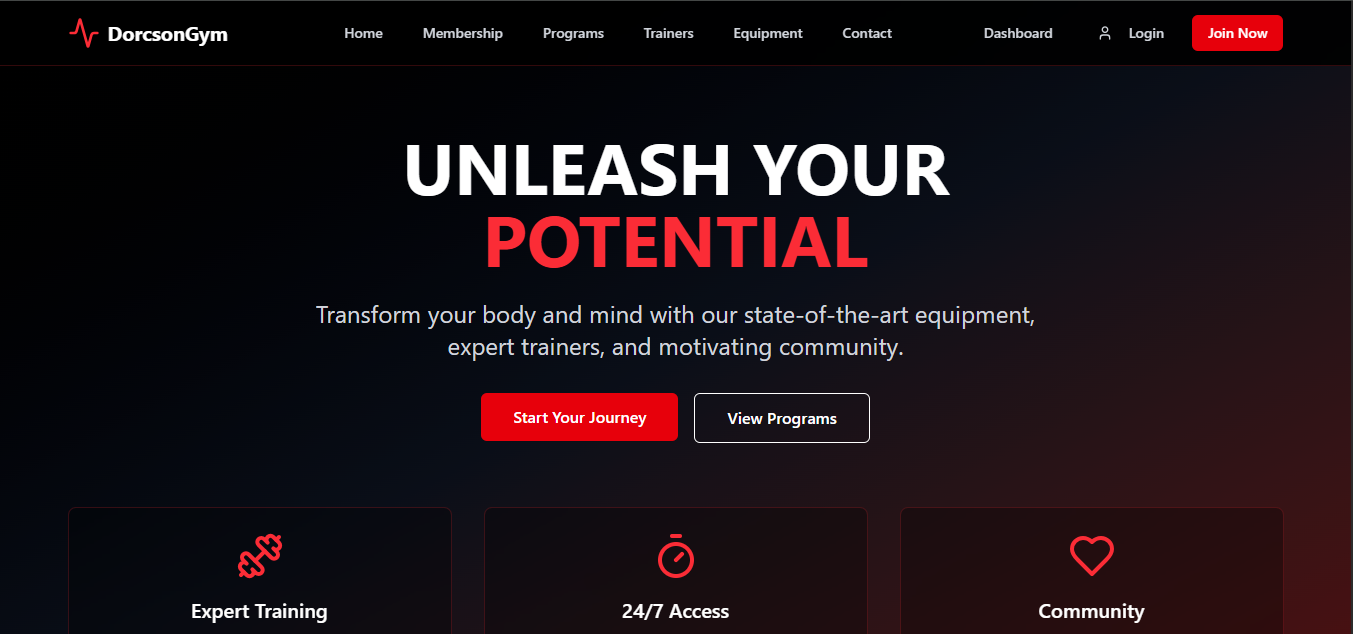 DorcsonGym
Home
Membership
Programs
Trainers
Equipment
Contact
Dashboard
Login
Join Now
UNLEASH YOUR
POTENTIAL
Transform your body and mind with our state-of-the-art equipment,
expert trainers, and motivating community.
Start Your Journey
View Programs
Expert Training
24/7 Access
Community